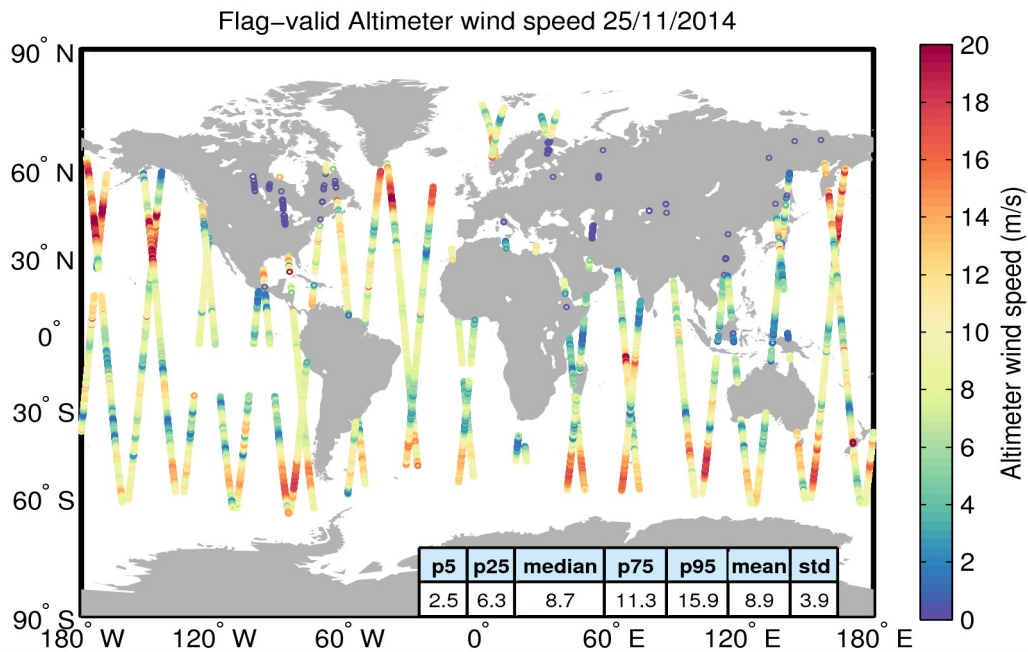 Flag−valid Altimeter wind speed 25/11/2014
90° N
60° N
30° N
0°
30° S
60° S
90° S
180° W
120° W
60° W
0°
60° E
120° E
180° E
p5 p25 median p75 p95 mean std
2.5 6.3 8.7 11.3 15.9 8.9 3.9
20
18
16
14
12
10
8
6
4
2
0
Altimeter wind speed (m/s)